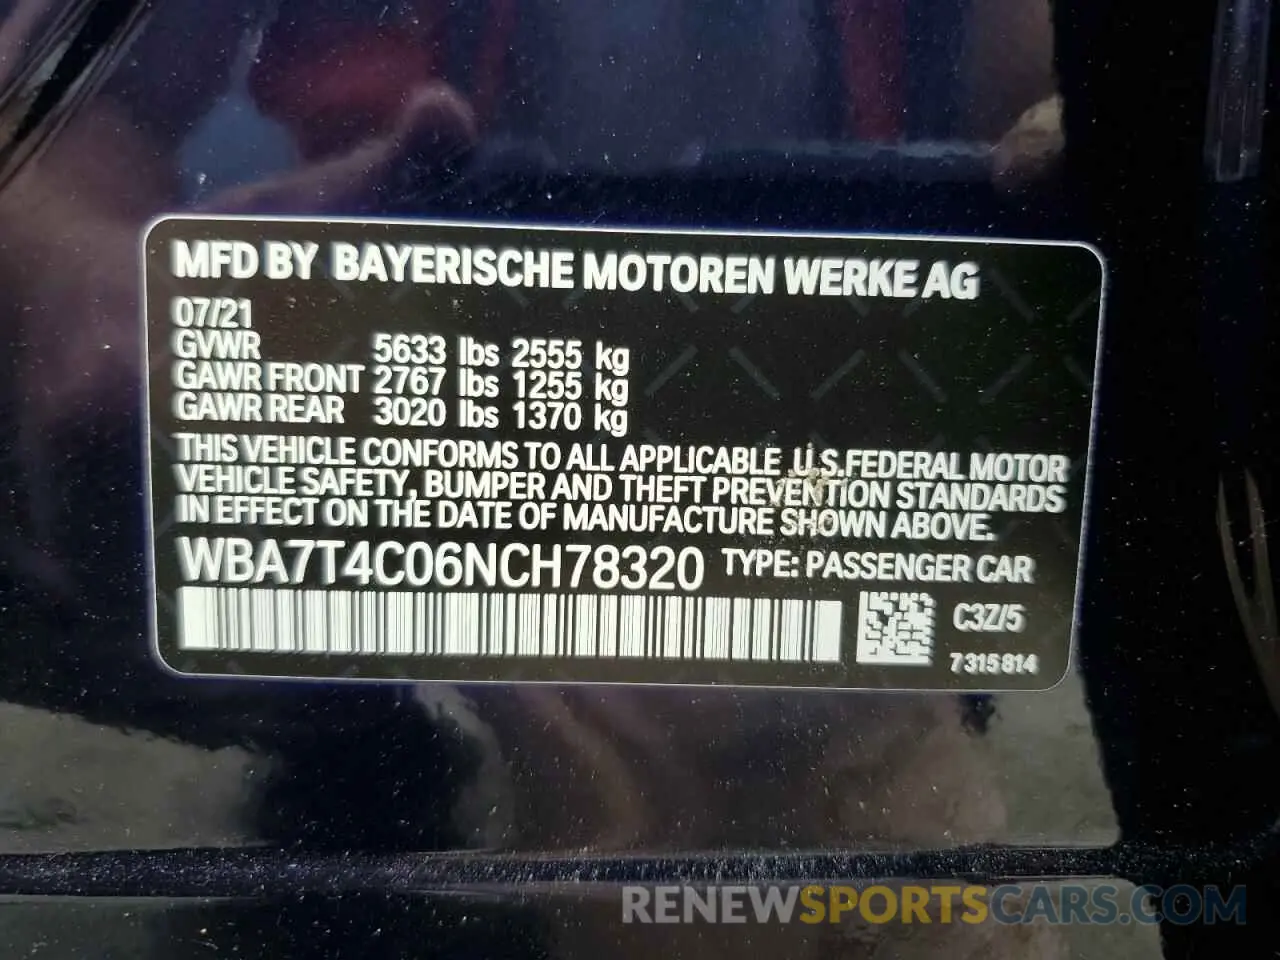 MFD BY BAYERISCHE MOTOREN WERKE AG
07/21
GVWR 5633 lbs 2555 kg
GAWR FRONT 2767 lbs 1255 kg
GAWR REAR 3020 lbs 1370 kg
THIS VEHICLE CONFORMS TO ALL APPLICABLE U.S.FEDERAL MOTOR
VEHICLE SAFETY, BUMPER AND THEFT PREVENTION STANDARDS
IN EFFECT ON THE DATE OF MANUFACTURE SHOWN ABOVE.
WBA7T4C06NCH78320 TYPE: PASSENGER CAR
C3Z/5
7 315 814
RENEWSPORTSCARS.COM